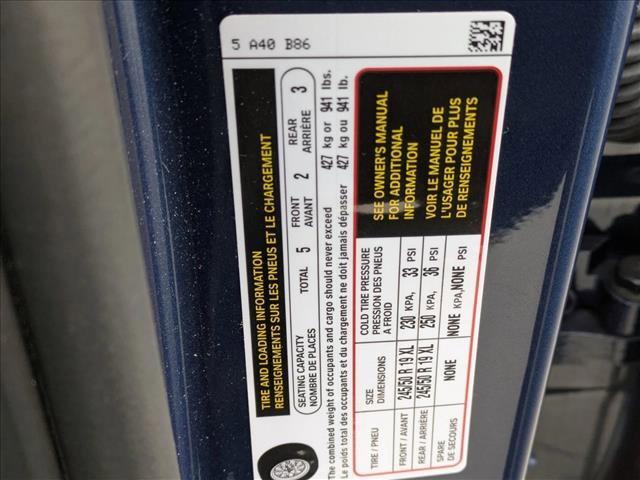 5 A40 B86
TIRE AND LOADING INFORMATION
RENSEIGNEMENTS SUR LES PNEUS ET LE CHARGEMENT
SEATING CAPACITY
NOMBRE DE PLACES
TOTAL 5
FRONT
AVANT 2
REAR
ARRIÈRE 3
The combined weight of occupants and cargo should never exceed 427 kg or 941 lbs.
Le poids total des occupants et du chargement ne doit jamais dépasser 427 kg ou 941 lb.
TIRE / PNEU
SIZE
DIMENSIONS
COLD TIRE PRESSURE
PRESSION DES PNEUS
A FROID
FRONT / AVANT 245/50 R 19 XL 230 KPA, 33 PSI
REAR / ARRIÈRE 245/50 R 19 XL 250 KPA, 36 PSI
SPARE
DE SECOURS NONE NONE KPA,NONE PSI
SEE OWNER'S MANUAL
FOR ADDITIONAL
INFORMATION
VOIR LE MANUEL DE
L'USAGER POUR PLUS
DE RENSEIGNEMENTS